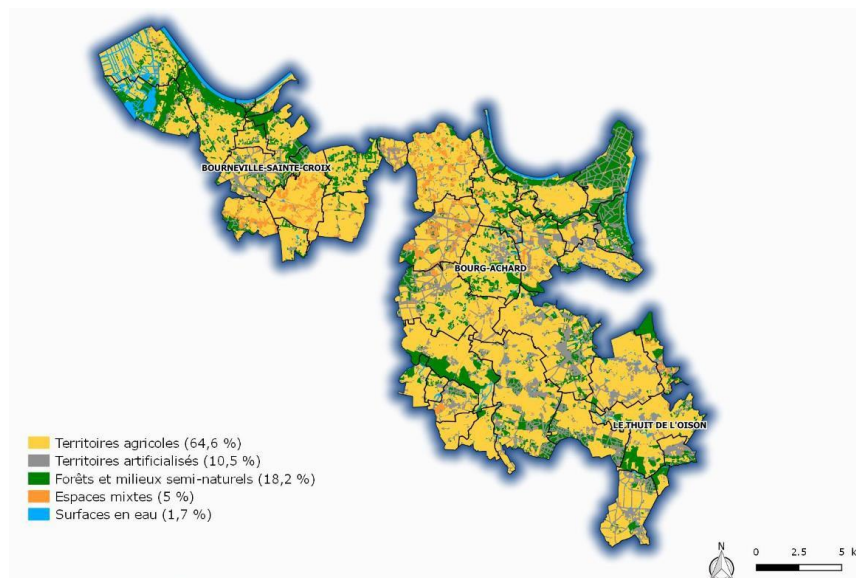 BOURNEVILLE-SAINTE-CROIX
BOURG-ACHARD
LE THUIT DE L'OISON
Territoires agricoles (64,6 %)
Territoires artificialisés (10,5 %)
Forêts et milieux semi-naturels (18,2 %)
Espaces mixtes (5 %)
Surfaces en eau (1,7 %)
N
0 2.5 5 k